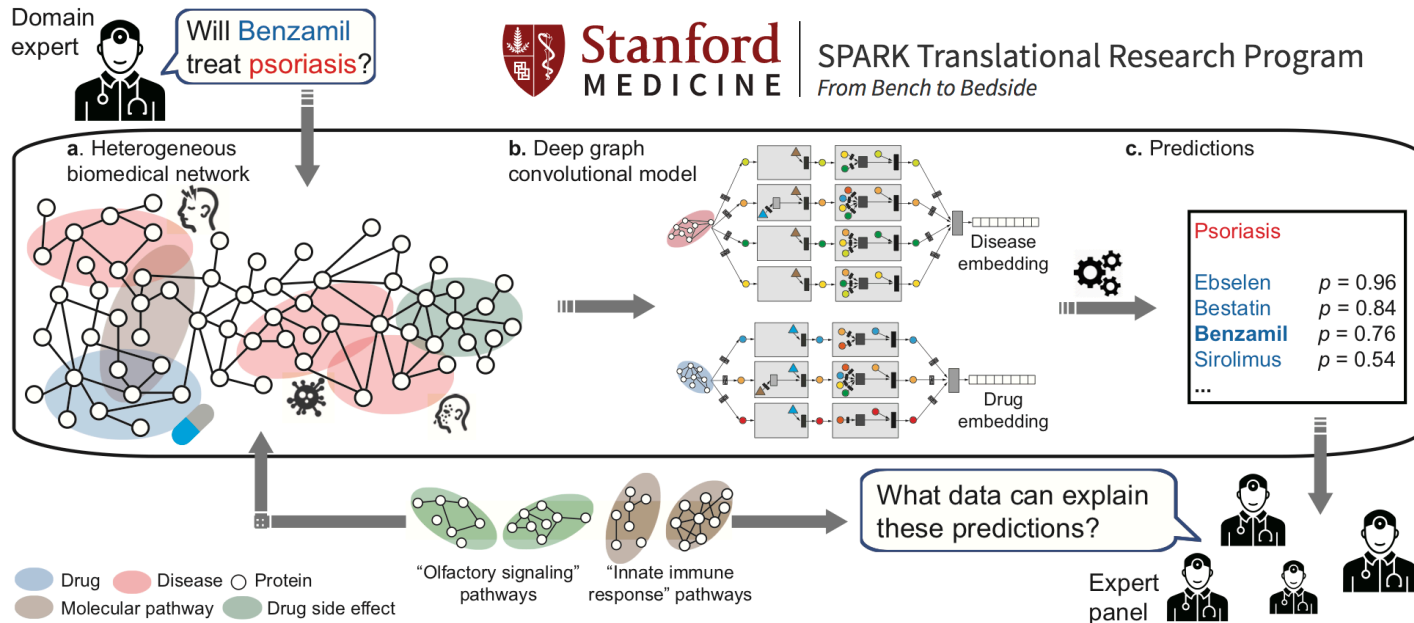 Domain
expert
Will Benzamil
treat psoriasis?
Stanford
MEDICINE
SPARK Translational Research Program
From Bench to Bedside
a. Heterogeneous
biomedical network
b. Deep graph
convolutional model
c. Predictions
Disease
embedding
Drug
embedding
Psoriasis
Ebselen p = 0.96
Bestatin p = 0.84
Benzamil p = 0.76
Sirolimus p = 0.54
...
What data can explain
these predictions?
"Olfactory signaling"
pathways
"Innate immune
response" pathways
Drug Disease Protein
Molecular pathway Drug side effect
Expert
panel